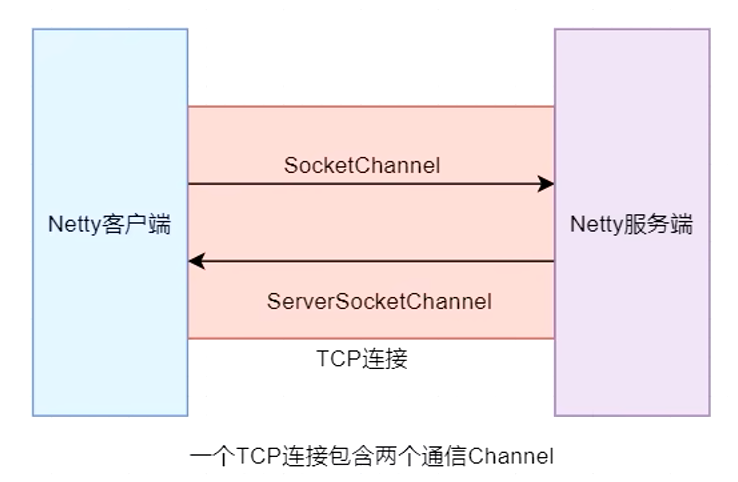 SocketChannel
Netty客户端
Netty服务端
ServerSocketChannel
TCP连接
一个TCP连接包含两个通信Channel